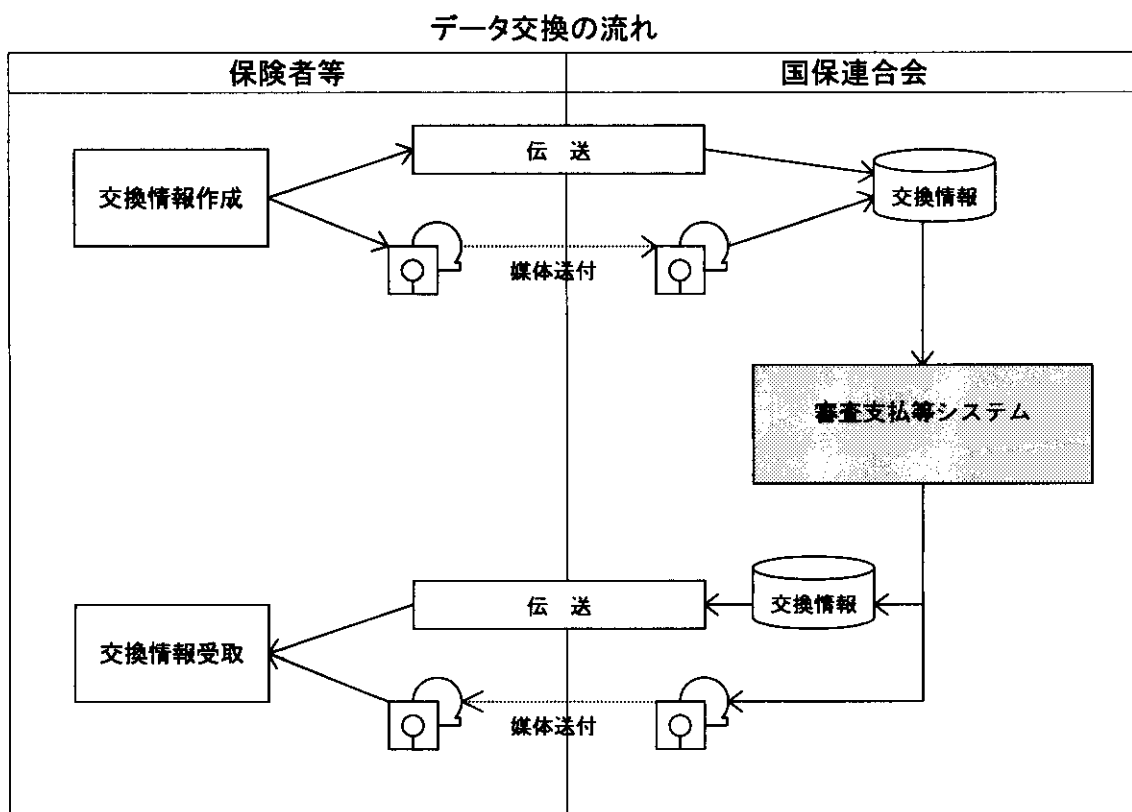 データ交換の流れ
保険者等
国保連合会
伝 送
交換情報作成
交換情報
媒体送付
審査支払等システム
伝 送
交換情報
交換情報受取
媒体送付